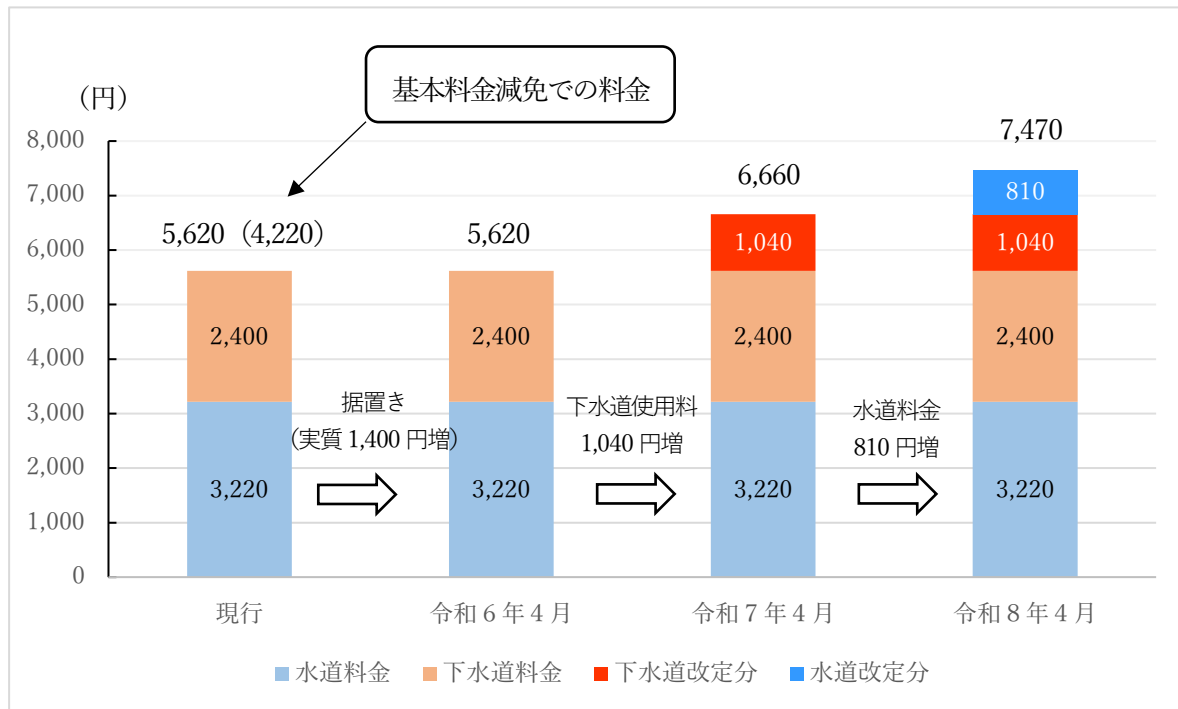 基本料金減免での料金
(円)
8,000
7,000
6,000
5,000
4,000
3,000
2,000
1,000
0
5,620（4,220）
2,400
3,220
据置き
（実質 1,400 円増）
5,620
2,400
3,220
下水道使用料
1,040 円増
6,660
1,040
2,400
3,220
水道料金
810 円増
7,470
810
1,040
2,400
3,220
現行
令和 6 年 4 月
令和 7 年 4 月
令和 8 年 4 月
水道料金
下水道料金
下水道改定分
水道改定分